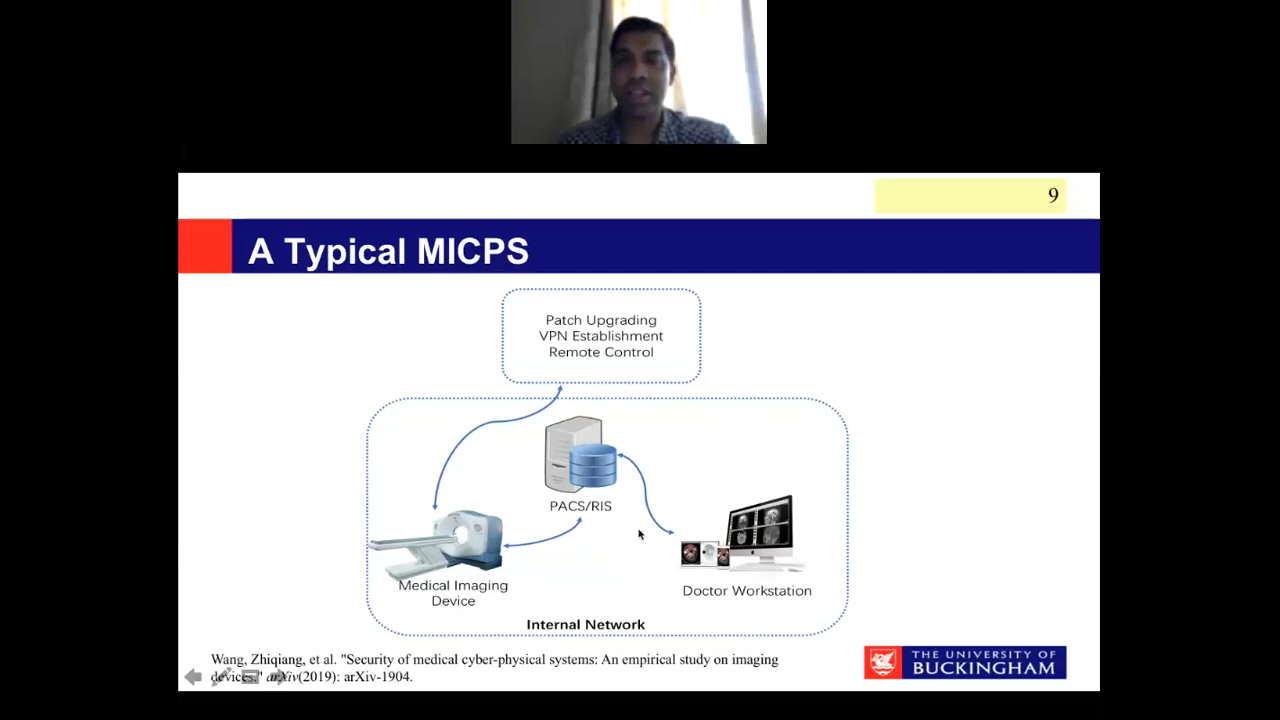 9
A Typical MICPS
Patch Upgrading
VPN Establishment
Remote Control
PACS/RIS
Medical Imaging
Device
Doctor Workstation
Internal Network
Wang, Zhiqiang, et al. "Security of medical cyber-physical systems: An empirical study on imaging
devices." arXiv(2019): arXiv-1904.
THE UNIVERSITY OF
BUCKINGHAM